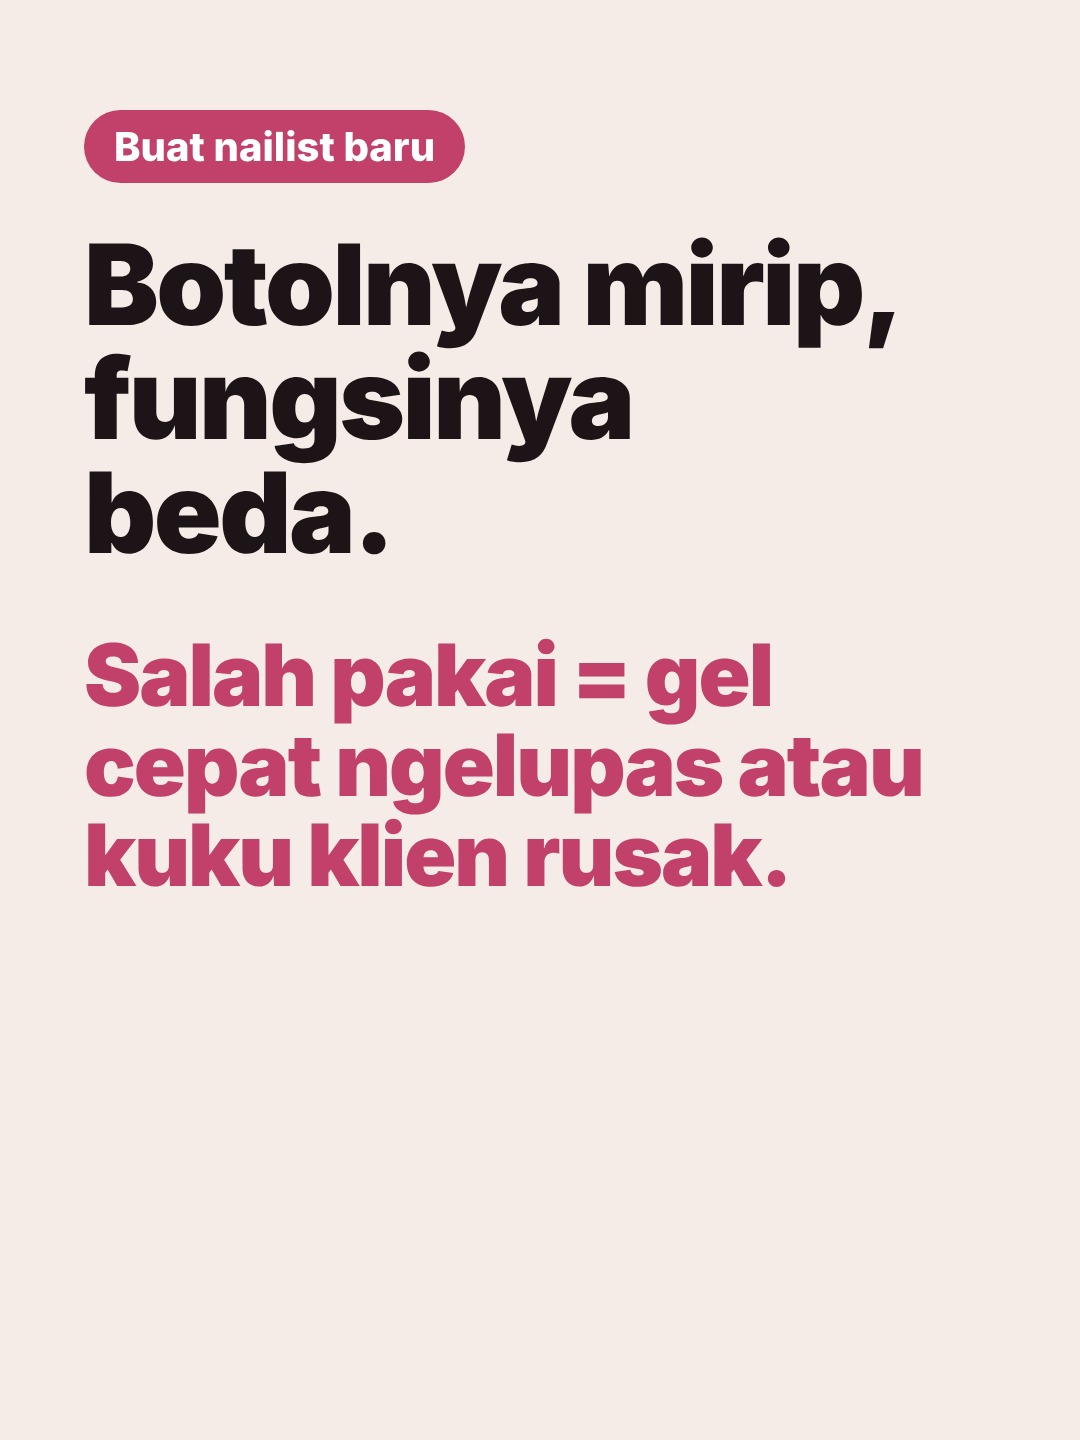 Buat nailist baru
Botolnya mirip,
fungsinya
beda.
Salah pakai = gel
cepat ngelupas atau
kuku klien rusak.